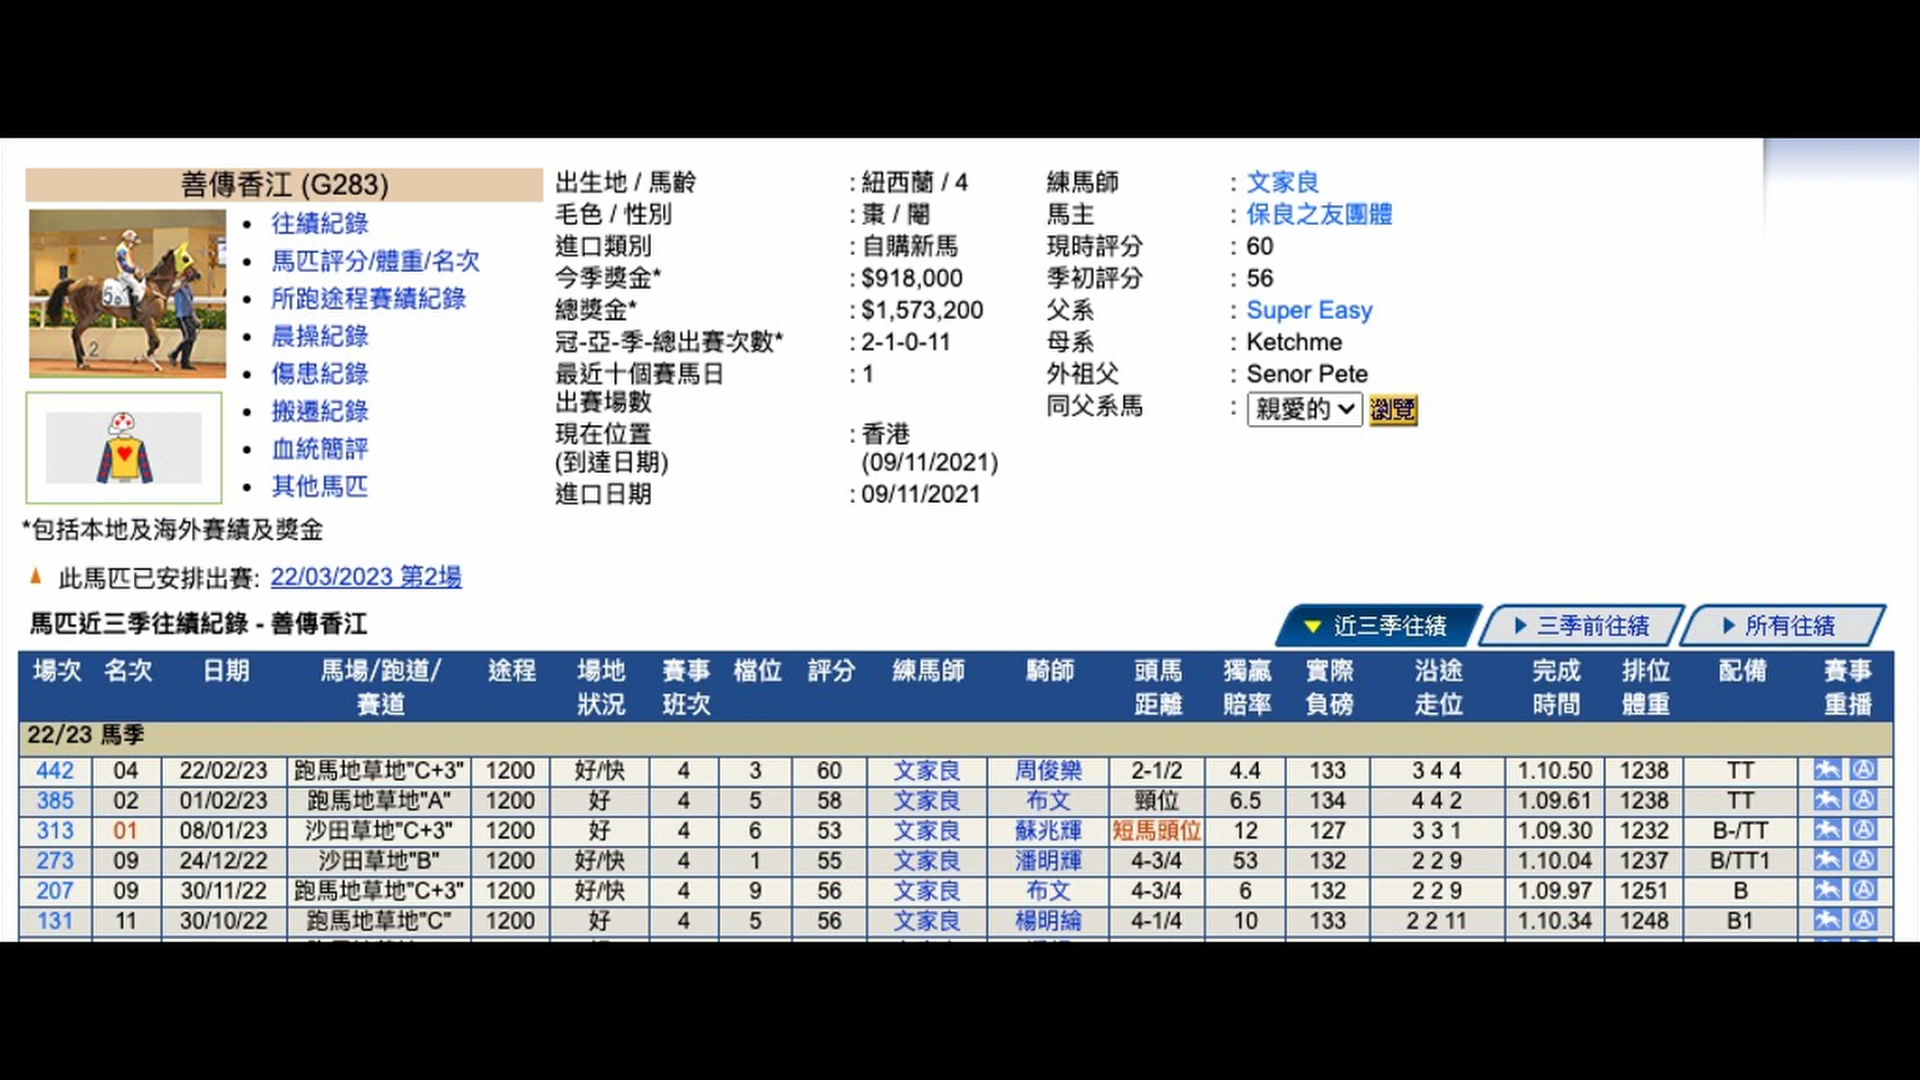 善傳香江 (G283)
往績紀錄
馬匹評分/體重/名次
所跑途程賽績紀錄
晨操紀錄
傷患紀錄
搬遷紀錄
血統簡評
其他馬匹
*包括本地及海外賽績及獎金
出生地 / 馬齡 : 紐西蘭 / 4
毛色 / 性別 : 棗 / 閹
進口類別 : 自購新馬
今季獎金* : $918,000
總獎金* : $1,573,200
冠-亞-季-總出賽次數* : 2-1-0-11
最近十個賽馬日 : 1
出賽場數
現在位置 : 香港
(到達日期) (09/11/2021)
進口日期 : 09/11/2021
練馬師 : 文家良
馬主 : 保良之友團體
現時評分 : 60
季初評分 : 56
父系 : Super Easy
母系 : Ketchme
外祖父 : Senor Pete
同父系馬 : 親愛的 瀏覽
此馬匹已安排出賽: 22/03/2023 第2場
馬匹近三季往績紀錄 - 善傳香江
近三季往績 三季前往績 所有往績
場次 名次 日期 馬場/跑道/ 途程 場地 賽事 檔位 評分 練馬師 騎師 頭馬 獨贏 實際 沿途 完成 排位 配備 賽事
賽道 狀況 班次 距離 賠率 負磅 走位 時間 體重 重播
22/23 馬季
442 04 22/02/23 跑馬地草地"C+3" 1200 好/快 4 3 60 文家良 周俊樂 2-1/2 4.4 133 3 4 4 1.10.50 1238 TT
385 02 01/02/23 跑馬地草地"A" 1200 好 4 5 58 文家良 布文 頸位 6.5 134 4 4 2 1.09.61 1238 TT
313 01 08/01/23 沙田草地"C+3" 1200 好 4 6 53 文家良 蘇兆輝 短馬頭位 12 127 3 3 1 1.09.30 1232 B-/TT
273 09 24/12/22 沙田草地"B" 1200 好/快 4 1 55 文家良 潘明輝 4-3/4 53 132 2 2 9 1.10.04 1237 B/TT1
207 09 30/11/22 跑馬地草地"C+3" 1200 好/快 4 9 56 文家良 布文 4-3/4 6 132 2 2 9 1.09.97 1251 B
131 11 30/10/22 跑馬地草地"C" 1200 好 4 5 56 文家良 楊明綸 4-1/4 10 133 2 2 11 1.10.34 1248 B1